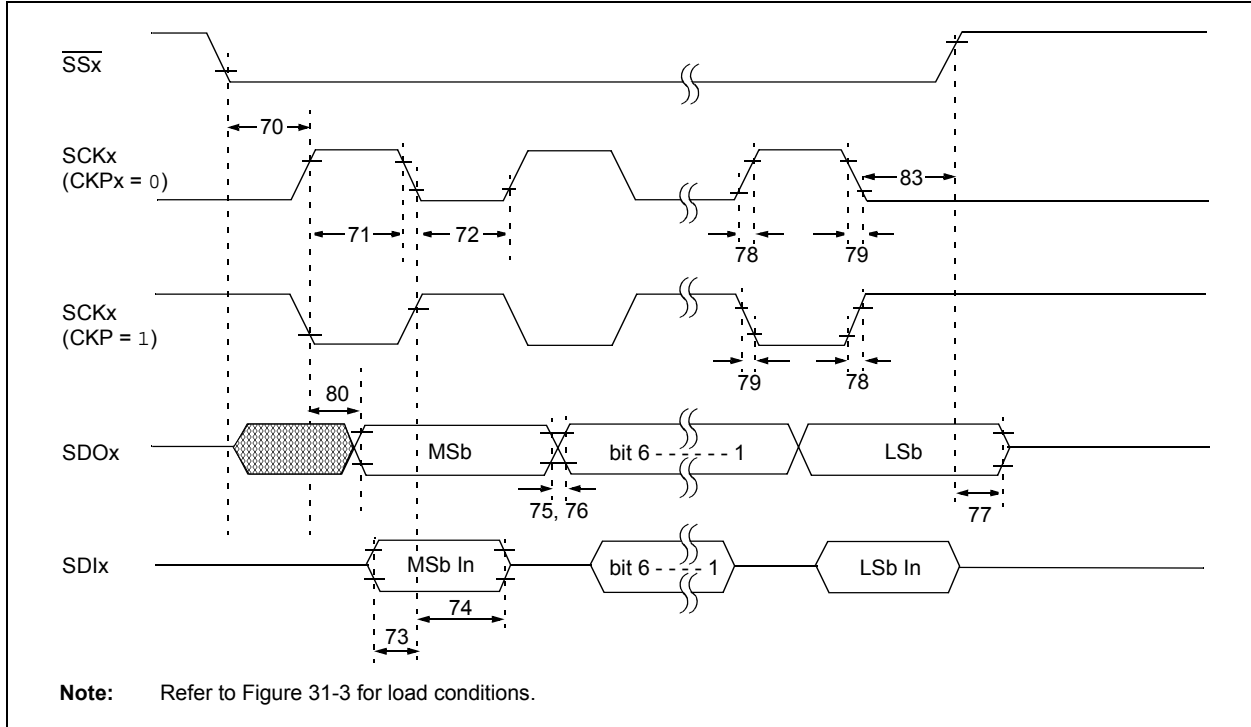 SSx
70
SCKx
(CKPx = 0)
83
71
72
78
79
SCKx
(CKP = 1)
79
78
80
SDOx
MSb
bit 6 - - - - - - 1
LSb
75, 76
77
SDIx
MSb In
bit 6 - - - - - 1
LSb In
74
73
Note: Refer to Figure 31-3 for load conditions.